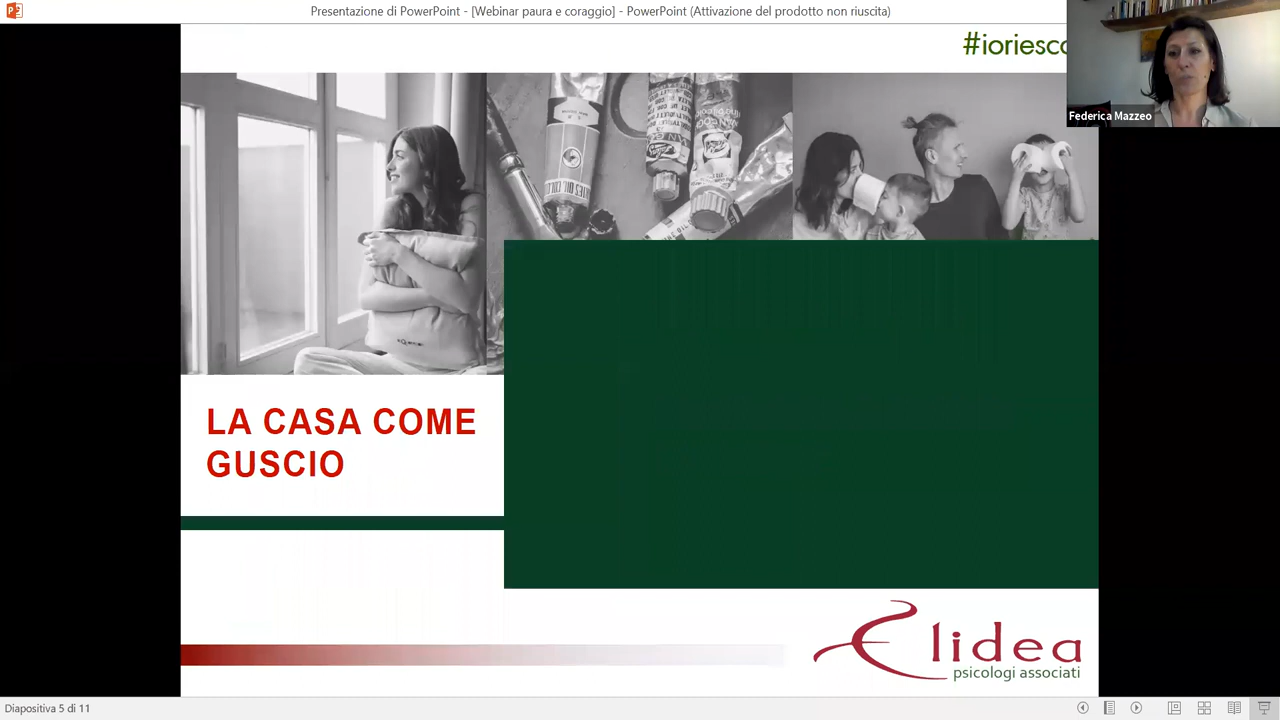 Presentazione di PowerPoint - [Webinar paura e coraggio] - PowerPoint (Attivazione del prodotto non riuscita)
#ioriesco
Federica Mazzeo
LA CASA COME
GUSCIO
Elidea
psicologi associati
Diapositiva 5 di 11